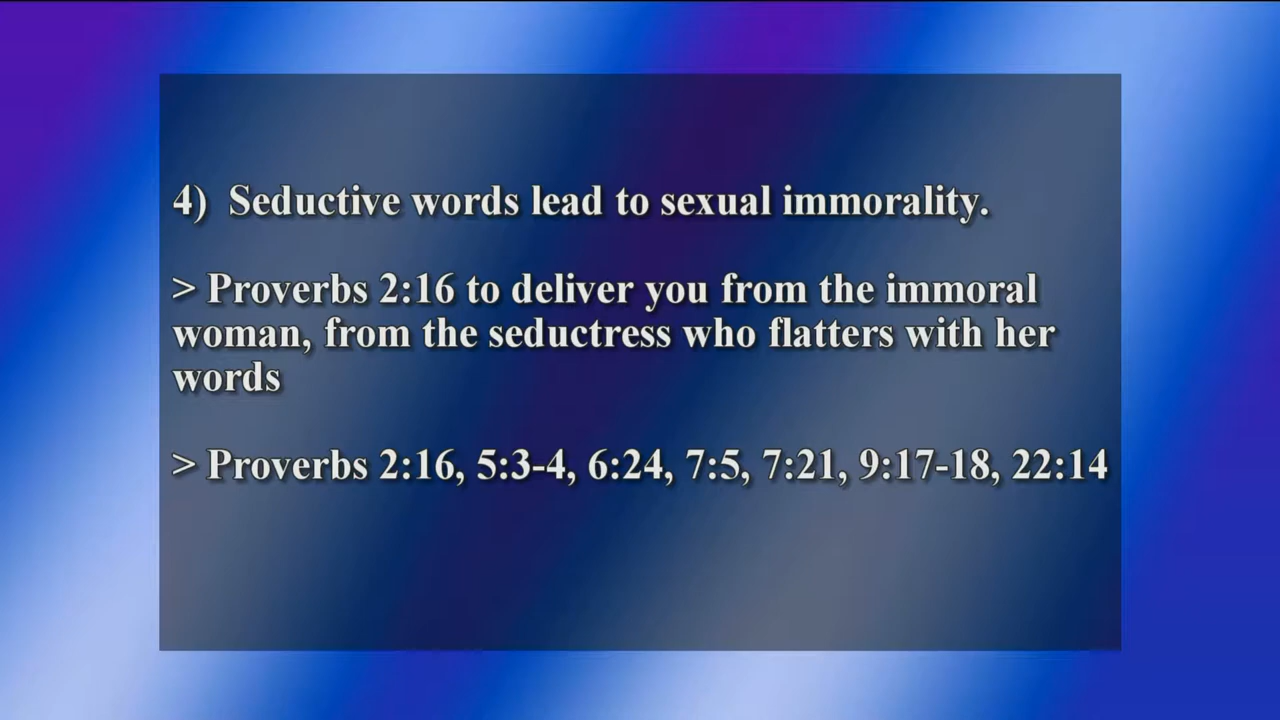 4)  Seductive words lead to sexual immorality.
> Proverbs 2:16 to deliver you from the immoral
woman, from the seductress who flatters with her
words
> Proverbs 2:16, 5:3-4, 6:24, 7:5, 7:21, 9:17-18, 22:14